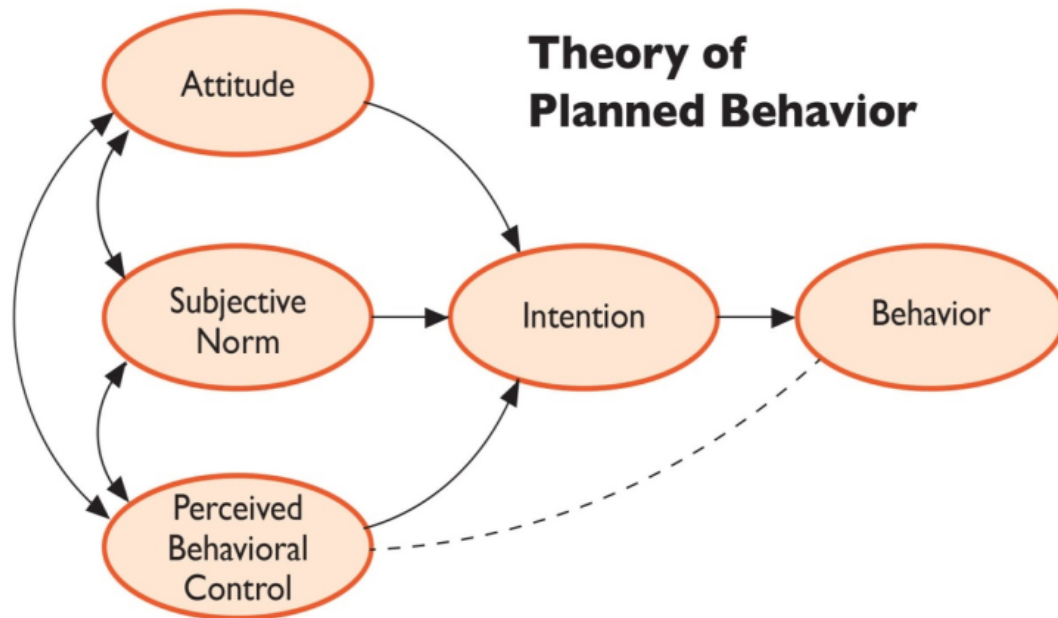 Theory of
Planned Behavior
Attitude
Subjective
Norm
Intention
Behavior
Perceived
Behavioral
Control